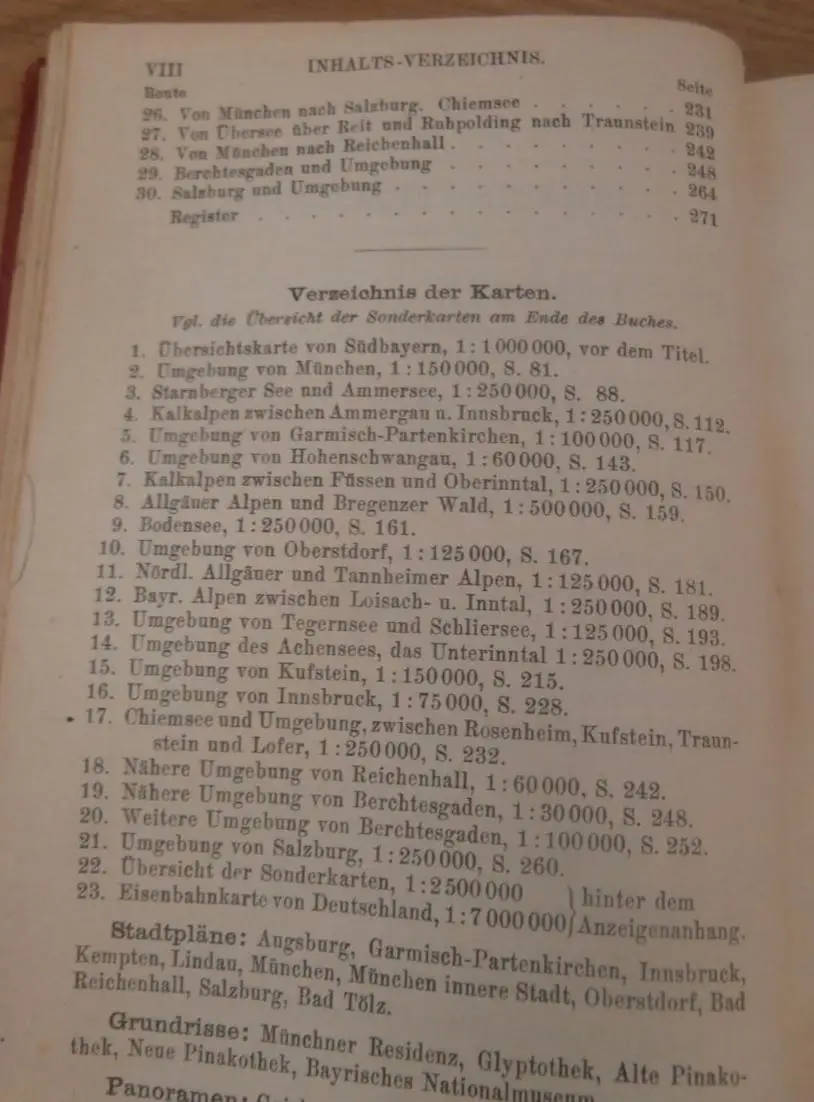 VIII INHALTS-VERZEICHNIS.
Route Seite
26. Von München nach Salzburg. Chiemsee . . . . . . 231
27. Von Übersee über Reit und Ruhpolding nach Traunstein 239
28. Von München nach Reichenhall . . . . . . . . . . 242
29. Berchtesgaden und Umgebung . . . . . . . . . . 248
30. Salzburg und Umgebung . . . . . . . . . . . . 264
Register . . . . . . . . . . . . . . . . 271
Verzeichnis der Karten.
Vgl. die Übersicht der Sonderkarten am Ende des Buches.
1. Übersichtskarte von Südbayern, 1:1000000, vor dem Titel.
2. Umgebung von München, 1:150000, S. 81.
3. Starnberger See und Ammersee, 1:250000, S. 88.
4. Kalkalpen zwischen Ammergau u. Innsbruck, 1:250000, S. 112.
5. Umgebung von Garmisch-Partenkirchen, 1:100000, S. 117.
6. Umgebung von Hohenschwangau, 1:60000, S. 143.
7. Kalkalpen zwischen Füssen und Oberinntal, 1:250000, S. 150.
8. Allgäuer Alpen und Bregenzer Wald, 1:500000, S. 159.
9. Bodensee, 1:250000, S. 161.
10. Umgebung von Oberstdorf, 1:125000, S. 167.
11. Nördl. Allgäuer und Tannheimer Alpen, 1:125000, S. 181.
12. Bayr. Alpen zwischen Loisach- u. Inntal, 1:250000, S. 189.
13. Umgebung von Tegernsee und Schliersee, 1:125000, S. 193.
14. Umgebung des Achensees, das Unterinntal 1:250000, S. 198.
15. Umgebung von Kufstein, 1:150000, S. 215.
16. Umgebung von Innsbruck, 1:75000, S. 228.
17. Chiemsee und Umgebung, zwischen Rosenheim, Kufstein, Traun-
stein und Lofer, 1:250000, S. 232.
18. Nähere Umgebung von Reichenhall, 1:60000, S. 242.
19. Nähere Umgebung von Berchtesgaden, 1:30000, S. 248.
20. Weitere Umgebung von Berchtesgaden, 1:100000, S. 252.
21. Umgebung von Salzburg, 1:250000, S. 260.
22. Übersicht der Sonderkarten, 1:2500000 } hinter dem
23. Eisenbahnkarte von Deutschland, 1:7000000 } Anzeigenanhang.
Stadtpläne: Augsburg, Garmisch-Partenkirchen, Innsbruck,
Kempten, Lindau, München, München innere Stadt, Oberstdorf, Bad
Reichenhall, Salzburg, Bad Tölz.
Grundrisse: Münchner Residenz, Glyptothek, Alte Pinako-
thek, Neue Pinakothek, Bayrisches Nationalmuseum
Panoramen: